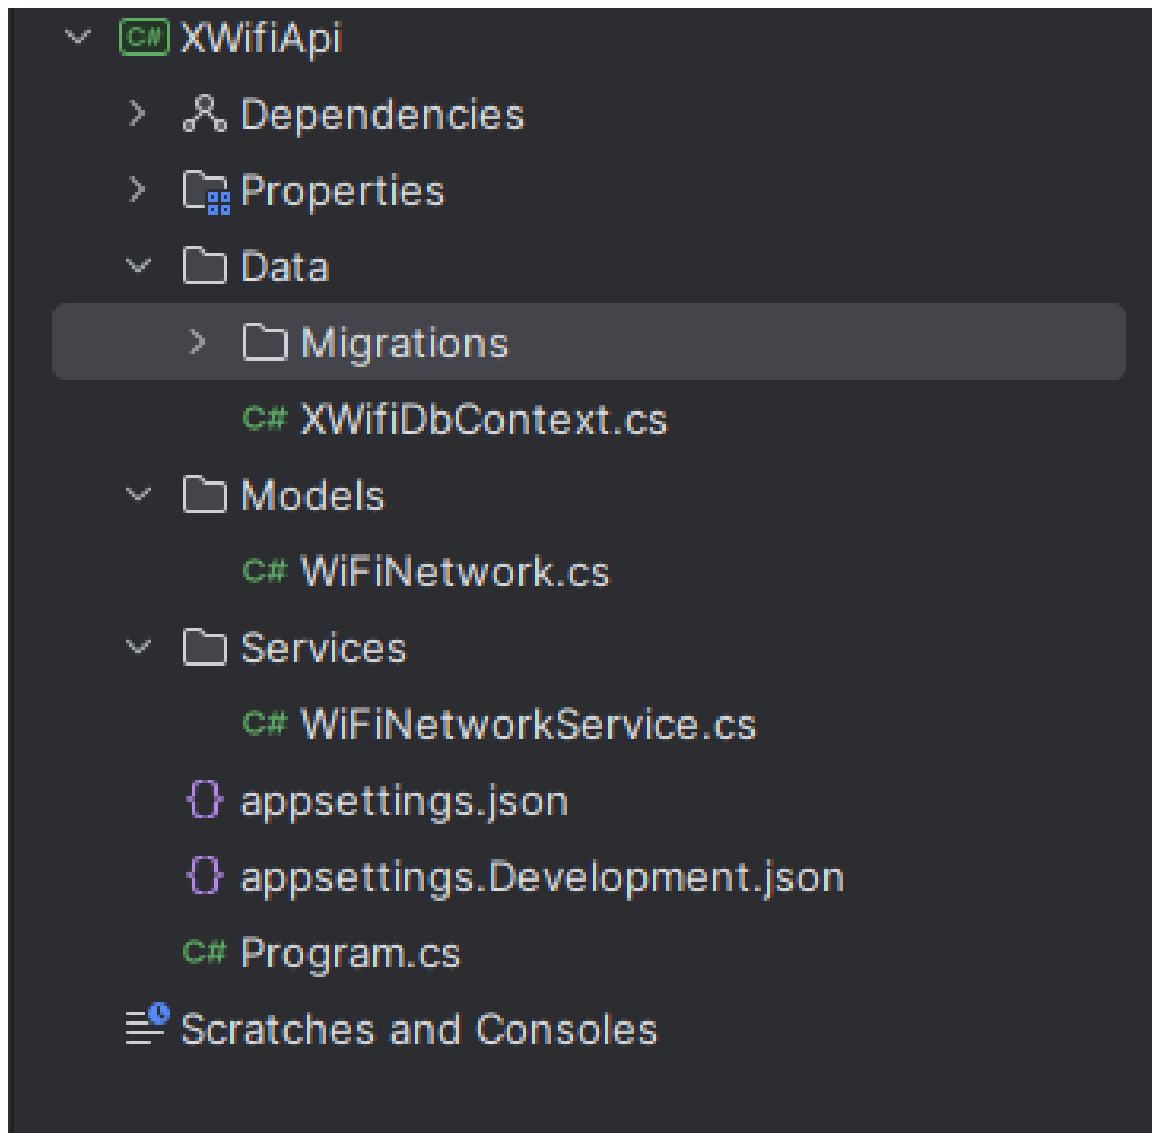 C# XWifiApi
Dependencies
Properties
Data
Migrations
C# XWifiDbContext.cs
Models
C# WiFiNetwork.cs
Services
C# WiFiNetworkService.cs
{} appsettings.json
{} appsettings.Development.json
C# Program.cs
Scratches and Consoles